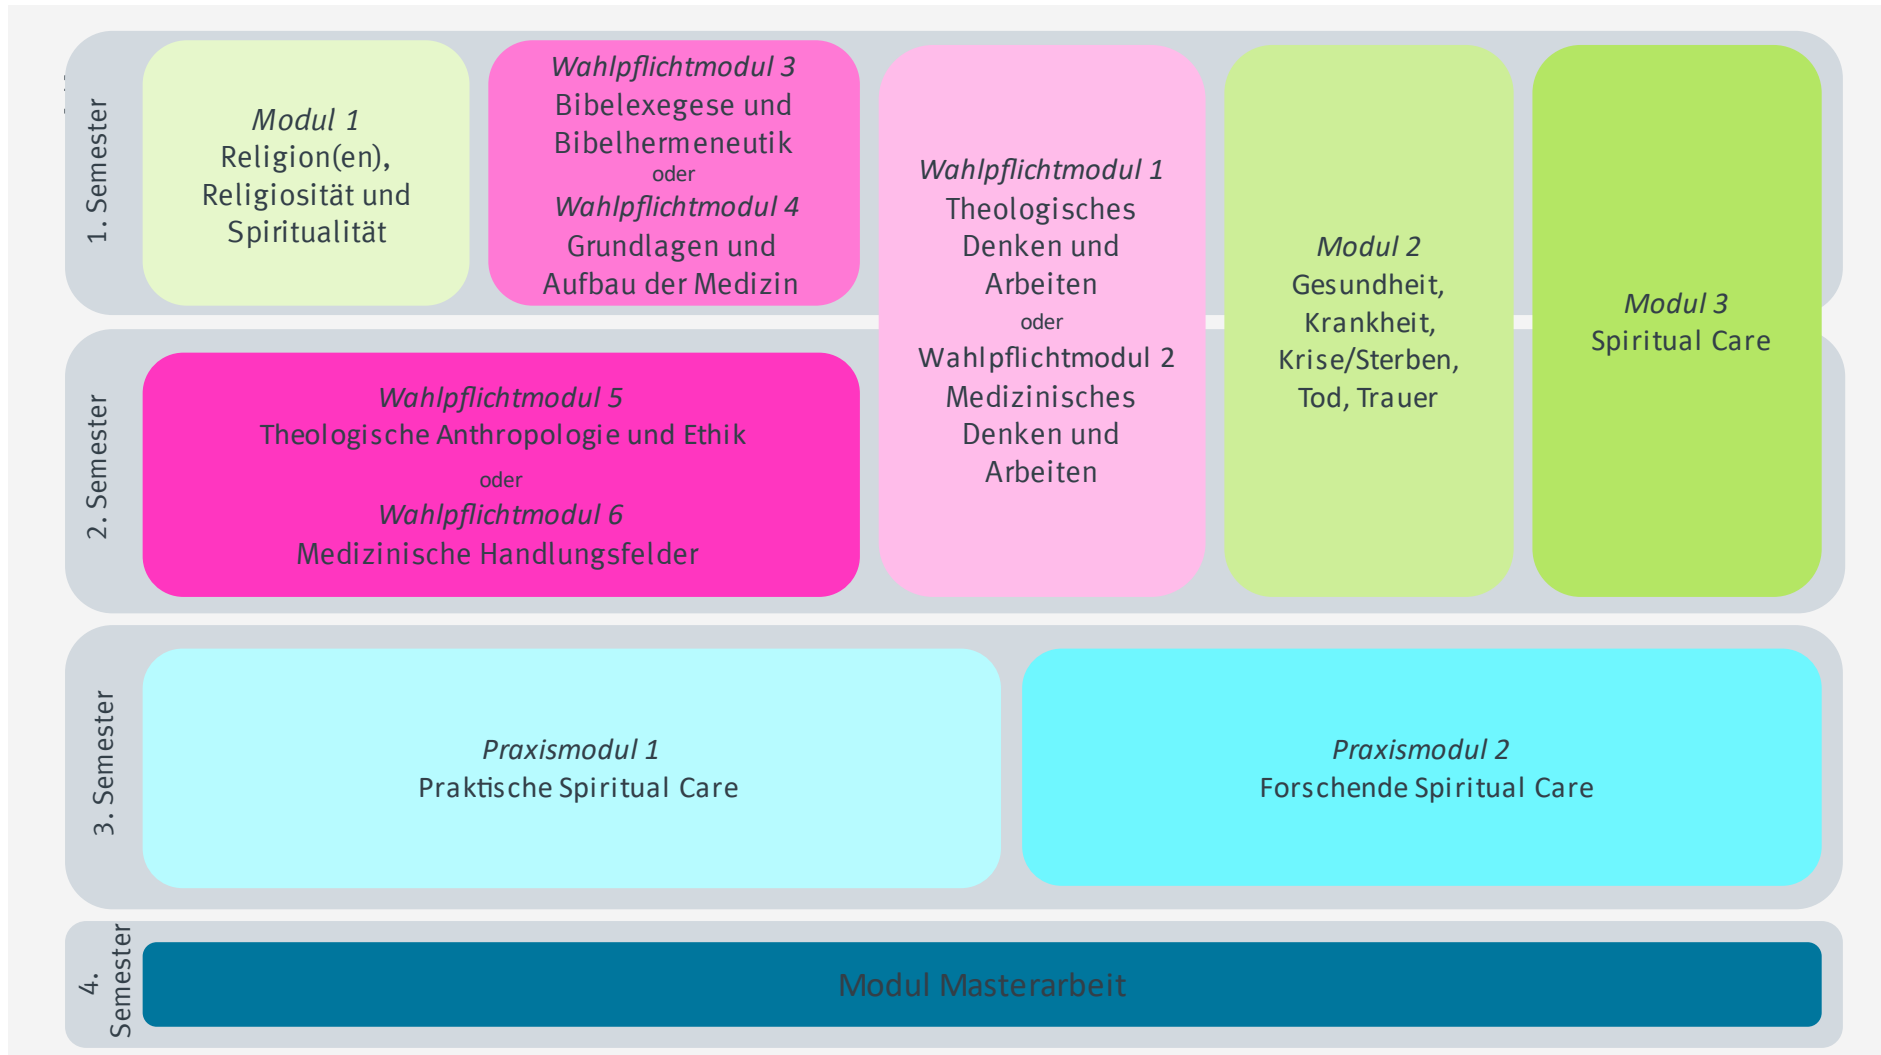 1. Semester
Modul 1
Religion(en),
Religiosität und
Spiritualität
Wahlpflichtmodul 3
Bibelexegese und
Bibelhermeneutik
oder
Wahlpflichtmodul 4
Grundlagen und
Aufbau der Medizin
Wahlpflichtmodul 1
Theologisches
Denken und
Arbeiten
oder
Wahlpflichtmodul 2
Medizinisches
Denken und
Arbeiten
Modul 2
Gesundheit,
Krankheit,
Krise/Sterben,
Tod, Trauer
Modul 3
Spiritual Care
2. Semester
Wahlpflichtmodul 5
Theologische Anthropologie und Ethik
oder
Wahlpflichtmodul 6
Medizinische Handlungsfelder
3. Semester
Praxismodul 1
Praktische Spiritual Care
Praxismodul 2
Forschende Spiritual Care
4.
Semester
Modul Masterarbeit